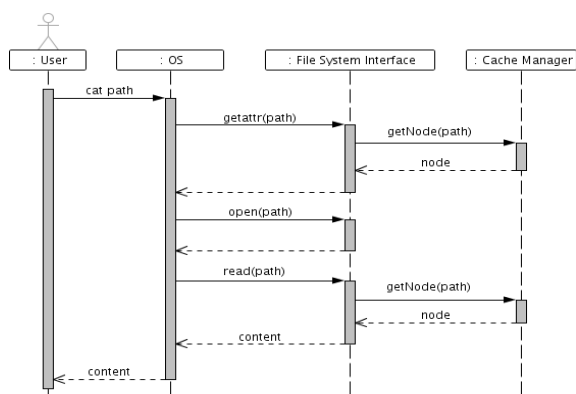 : User
: OS
: File System Interface
: Cache Manager
cat path
getattr(path)
getNode(path)
node
open(path)
read(path)
getNode(path)
node
content
content